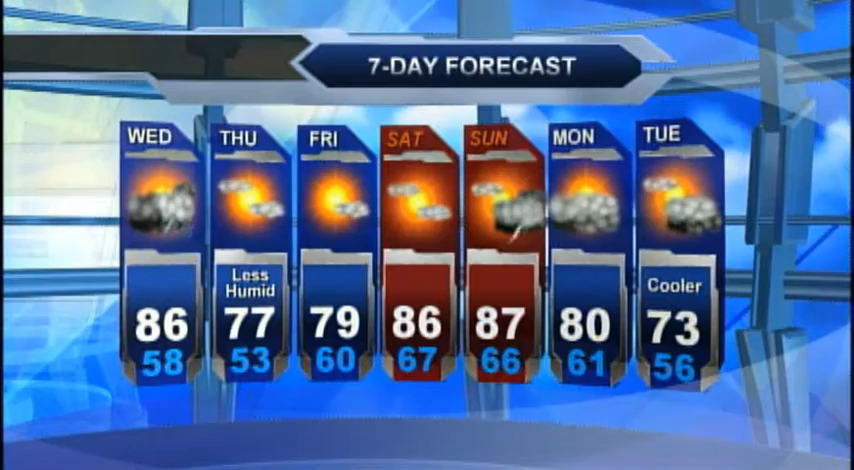 7-DAY FORECAST
WED THU FRI SAT SUN MON TUE
Less
Humid
Cooler
86 77 79 86 87 80 73
58 53 60 67 66 61 56